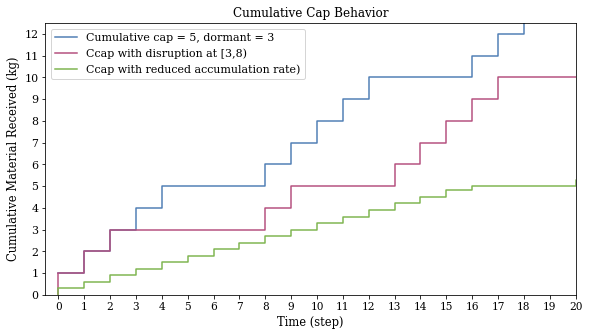 Cumulative Cap Behavior
Cumulative cap = 5, dormant = 3
Ccap with disruption at [3,8)
Ccap with reduced accumulation rate)
Cumulative Material Received (kg)
12
11
10
9
8
7
6
5
4
3
2
1
0
0 1 2 3 4 5 6 7 8 9 10 11 12 13 14 15 16 17 18 19 20
Time (step)